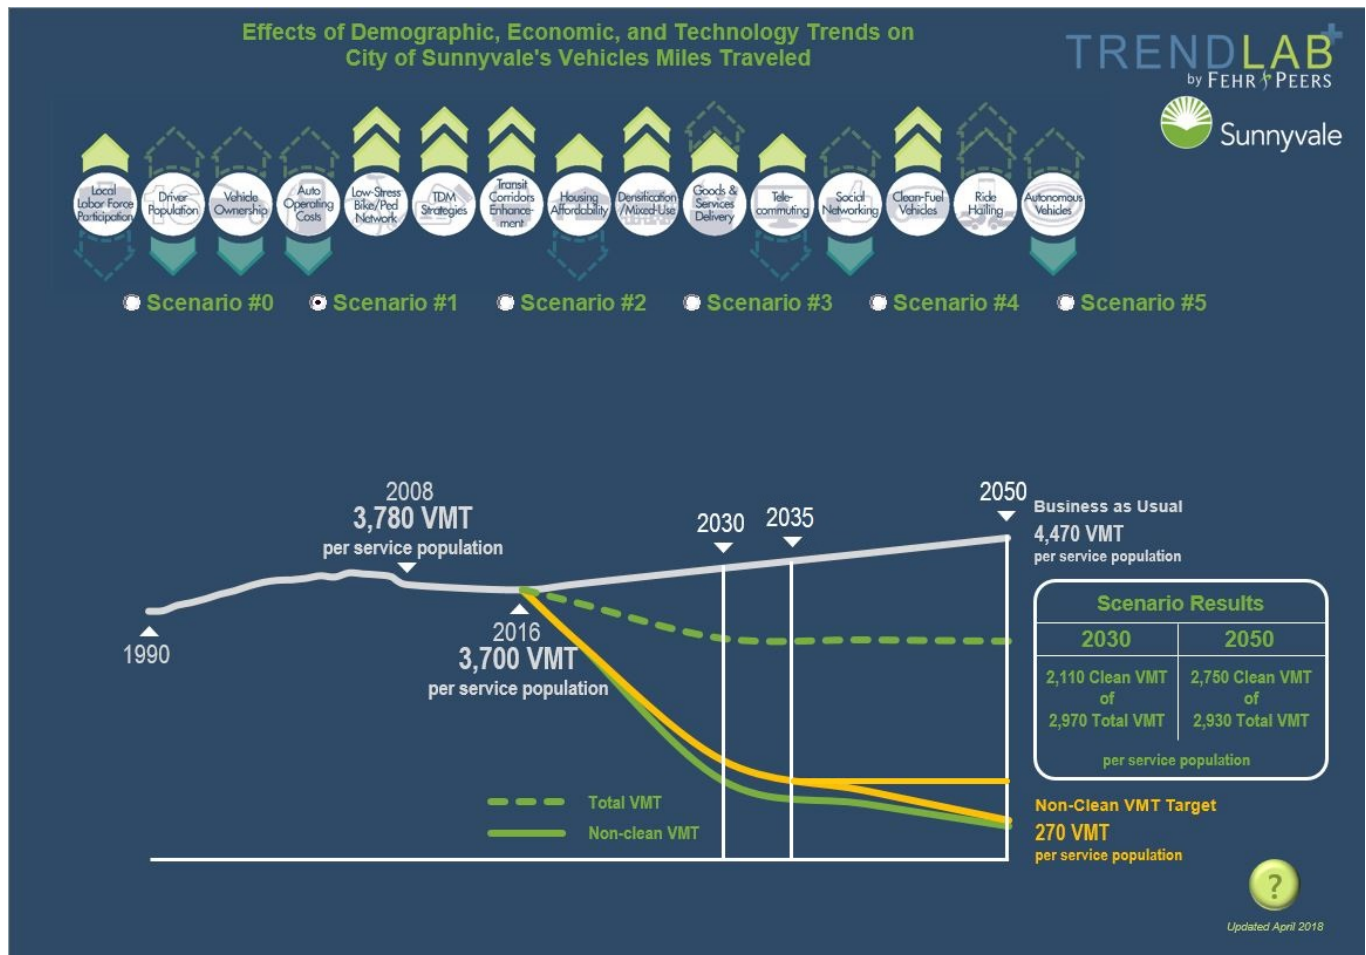 Effects of Demographic, Economic, and Technology Trends on
City of Sunnyvale's Vehicles Miles Traveled
TRENDLAB+
by FEHR & PEERS
Sunnyvale
Local
Labor Force
Participation
16
Driver
Population
Vehicle
Ownership
Auto
Operating
Costs
Low-Stress
Bike/Ped
Network
TDM
Strategies
Transit
Corridors
Enhance-
ment
Housing
Affordability
Densification
/Mixed-Use
Goods &
Services
Delivery
Tele-
commuting
Social
Networking
Clean-Fuel
Vehicles
Ride
Hailing
Autonomous
Vehicles
Scenario #0
Scenario #1
Scenario #2
Scenario #3
Scenario #4
Scenario #5
2008
3,780 VMT
per service population
2030
2035
2050
Business as Usual
4,470 VMT
per service population
1990
2016
3,700 VMT
per service population
Scenario Results
2030
2050
2,110 Clean VMT
of
2,970 Total VMT
2,750 Clean VMT
of
2,930 Total VMT
per service population
Total VMT
Non-clean VMT
Non-Clean VMT Target
270 VMT
per service population
?
Updated April 2018